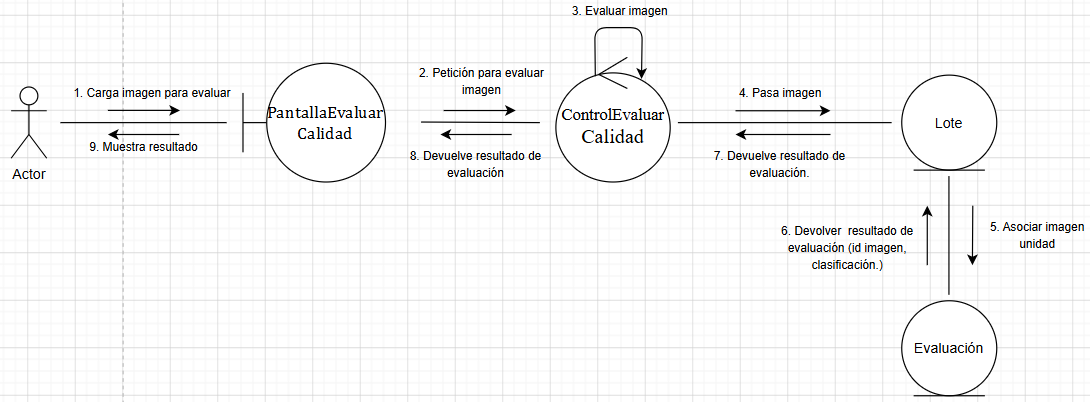 3. Evaluar imagen
1. Carga imagen para evaluar
9. Muestra resultado
Actor
PantallaEvaluar
Calidad
2. Petición para evaluar
imagen
8. Devuelve resultado de
evaluación
ControlEvaluar
Calidad
4. Pasa imagen
7. Devuelve resultado de
evaluación.
Lote
6. Devolver resultado de
evaluación (id imagen,
clasificación.)
5. Asociar imagen
unidad
Evaluación